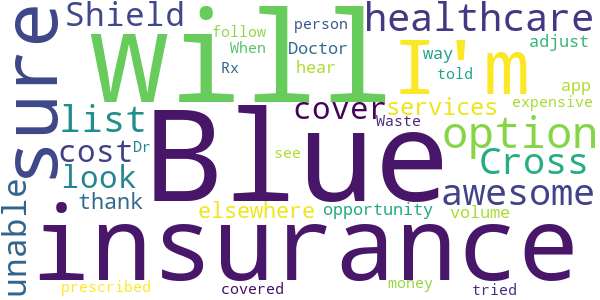 Shield
will
follow
person
When
Doctor
Rx
hear
I'm
healthcare
way
adjust
told
app
expensive
sure
list
cost
Dr
look
thank
unable
Blue
cover
Waste
services
option
Cross
see
awesome
elsewhere
opportunity
volume
insurance
prescribed
covered
money
tried